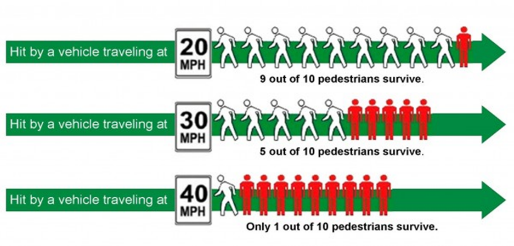 Hit by a vehicle traveling at 20 MPH
9 out of 10 pedestrians survive.
Hit by a vehicle traveling at 30 MPH
5 out of 10 pedestrians survive.
Hit by a vehicle traveling at 40 MPH
Only 1 out of 10 pedestrians survive.